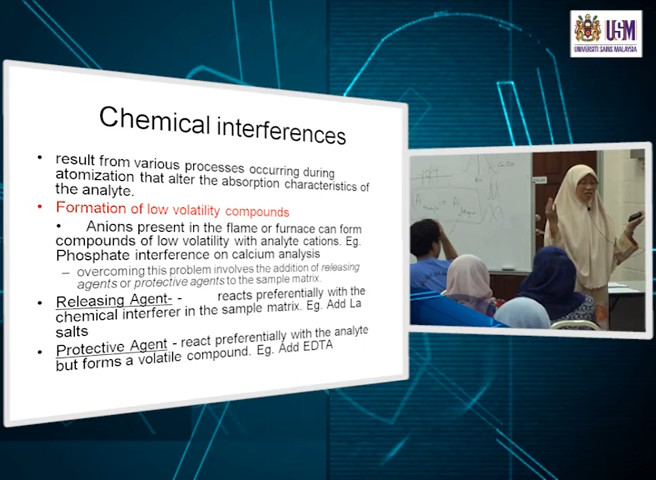 USM
UNIVERSITI SAINS MALAYSIA
Chemical interferences
• result from various processes occurring during
atomization that alter the absorption characteristics of
the analyte.
• Formation of low volatility compounds
• Anions present in the flame or furnace can form
compounds of low volatility with analyte cations. Eg.
Phosphate interference on calcium analysis
– overcoming this problem involves the addition of releasing
agents or protective agents to the sample matrix.
• Releasing Agent- - reacts preferentially with the
chemical interferer in the sample matrix. Eg. Add La
salts
• Protective Agent - react preferentially with the analyte
but forms a volatile compound. Eg. Add EDTA